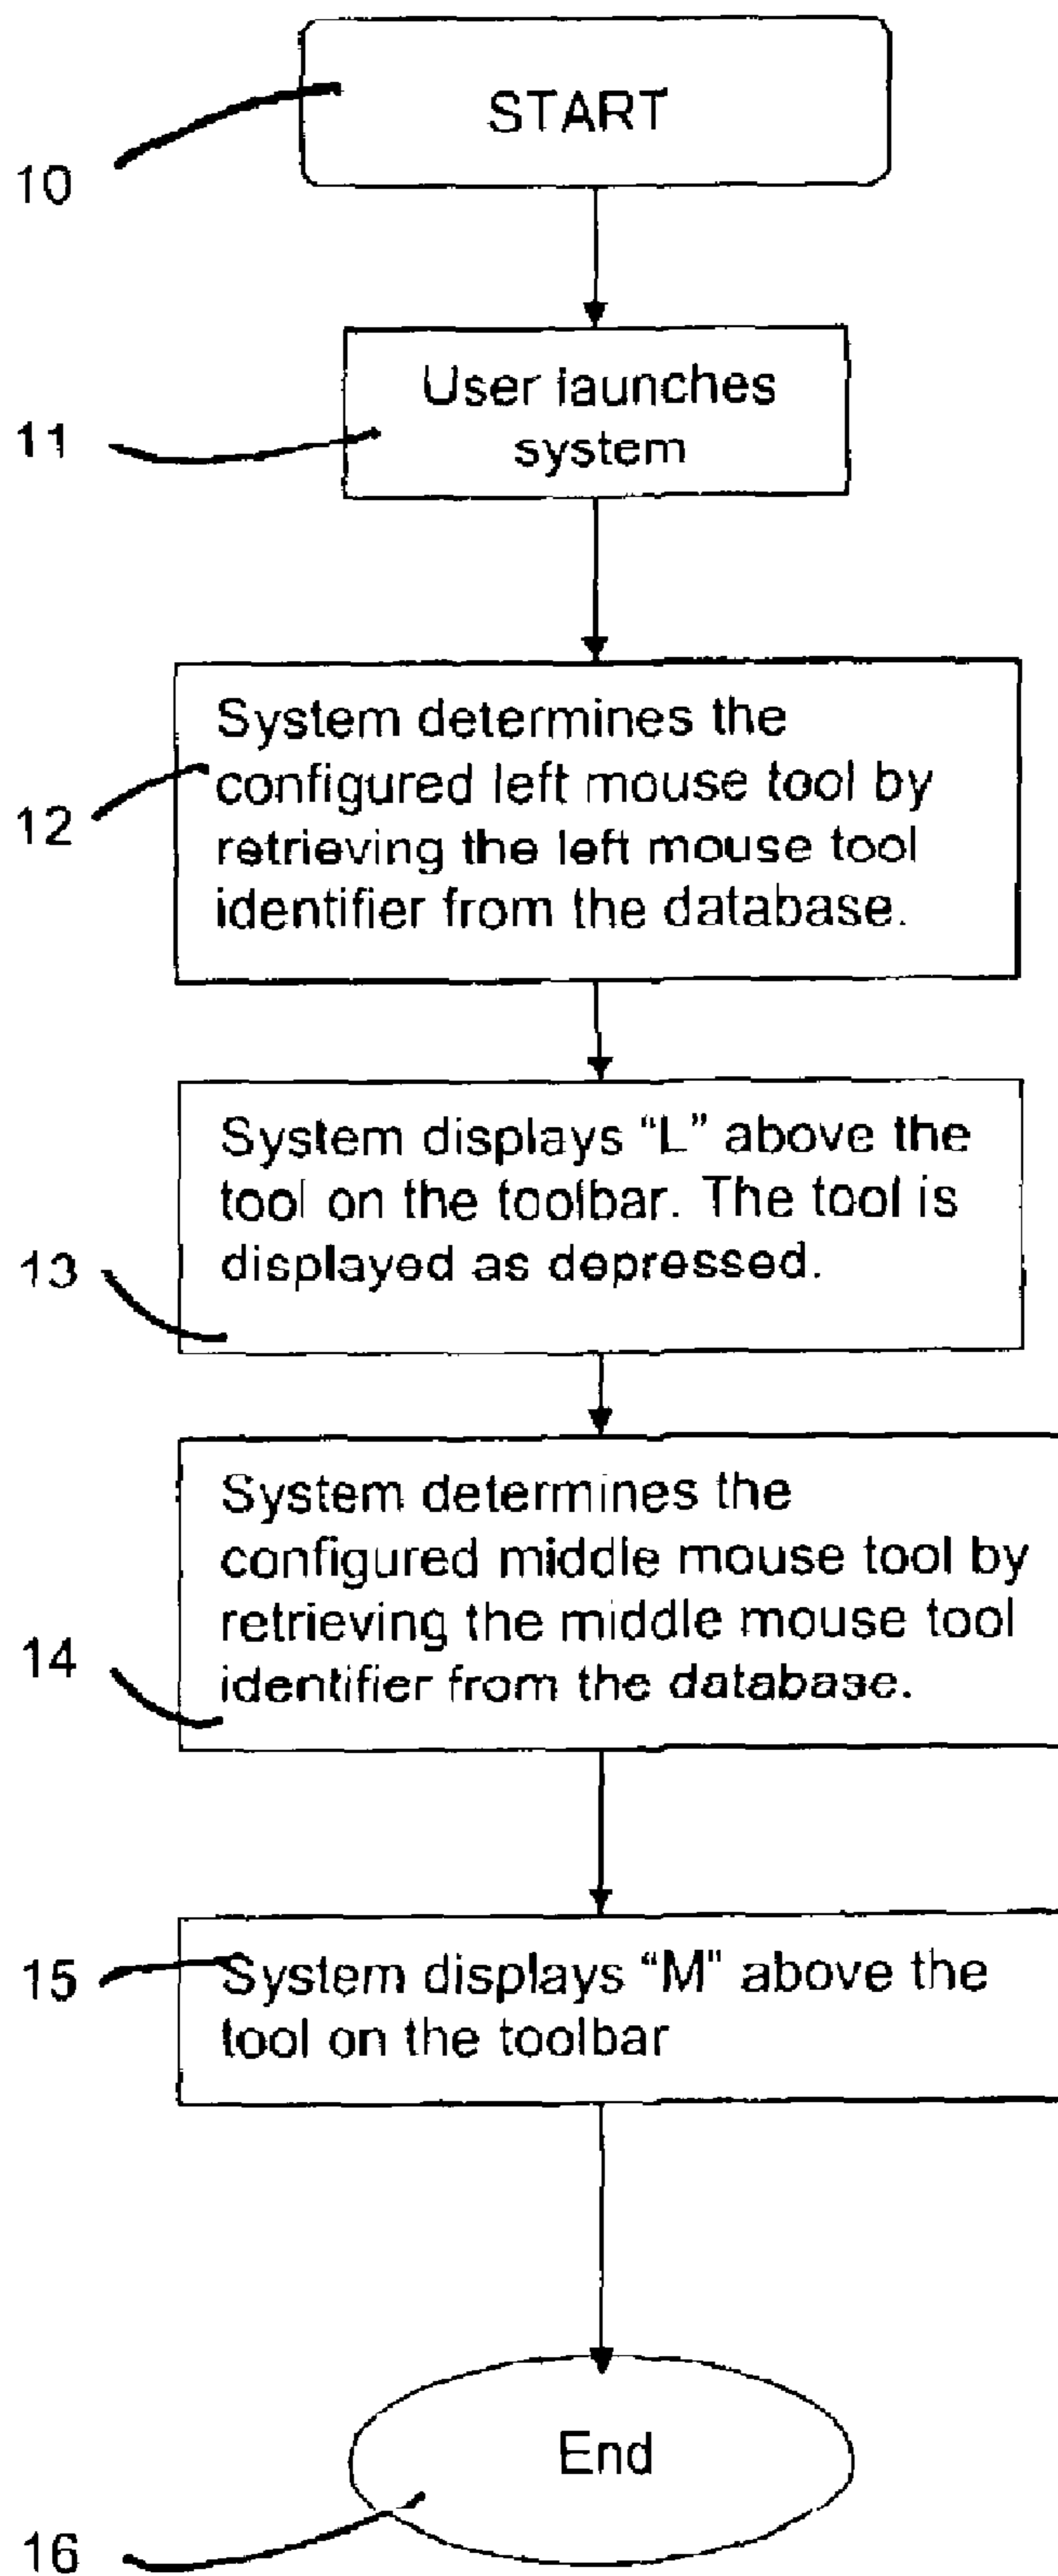 START
10
User launches
system
11
System determines the
configured left mouse tool by
retrieving the left mouse tool
identifier from the database.
12
System displays “L” above the
tool on the toolbar. The tool is
displayed as depressed.
13
System determines the
configured middle mouse tool by
retrieving the middle mouse tool
identifier from the database.
14
System displays “M” above the
tool on the toolbar
15
End
16